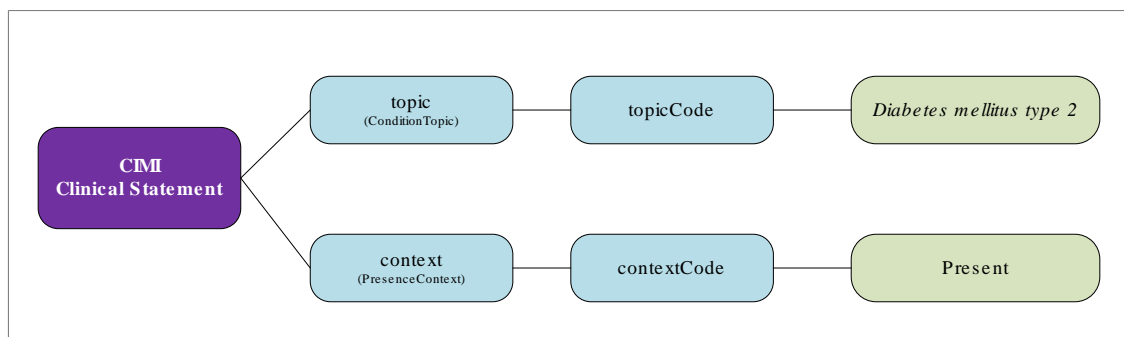 topic
(ConditionTopic)
topicCode
Diabetes mellitus type 2
CIMI
Clinical Statement
context
(PresenceContext)
contextCode
Present